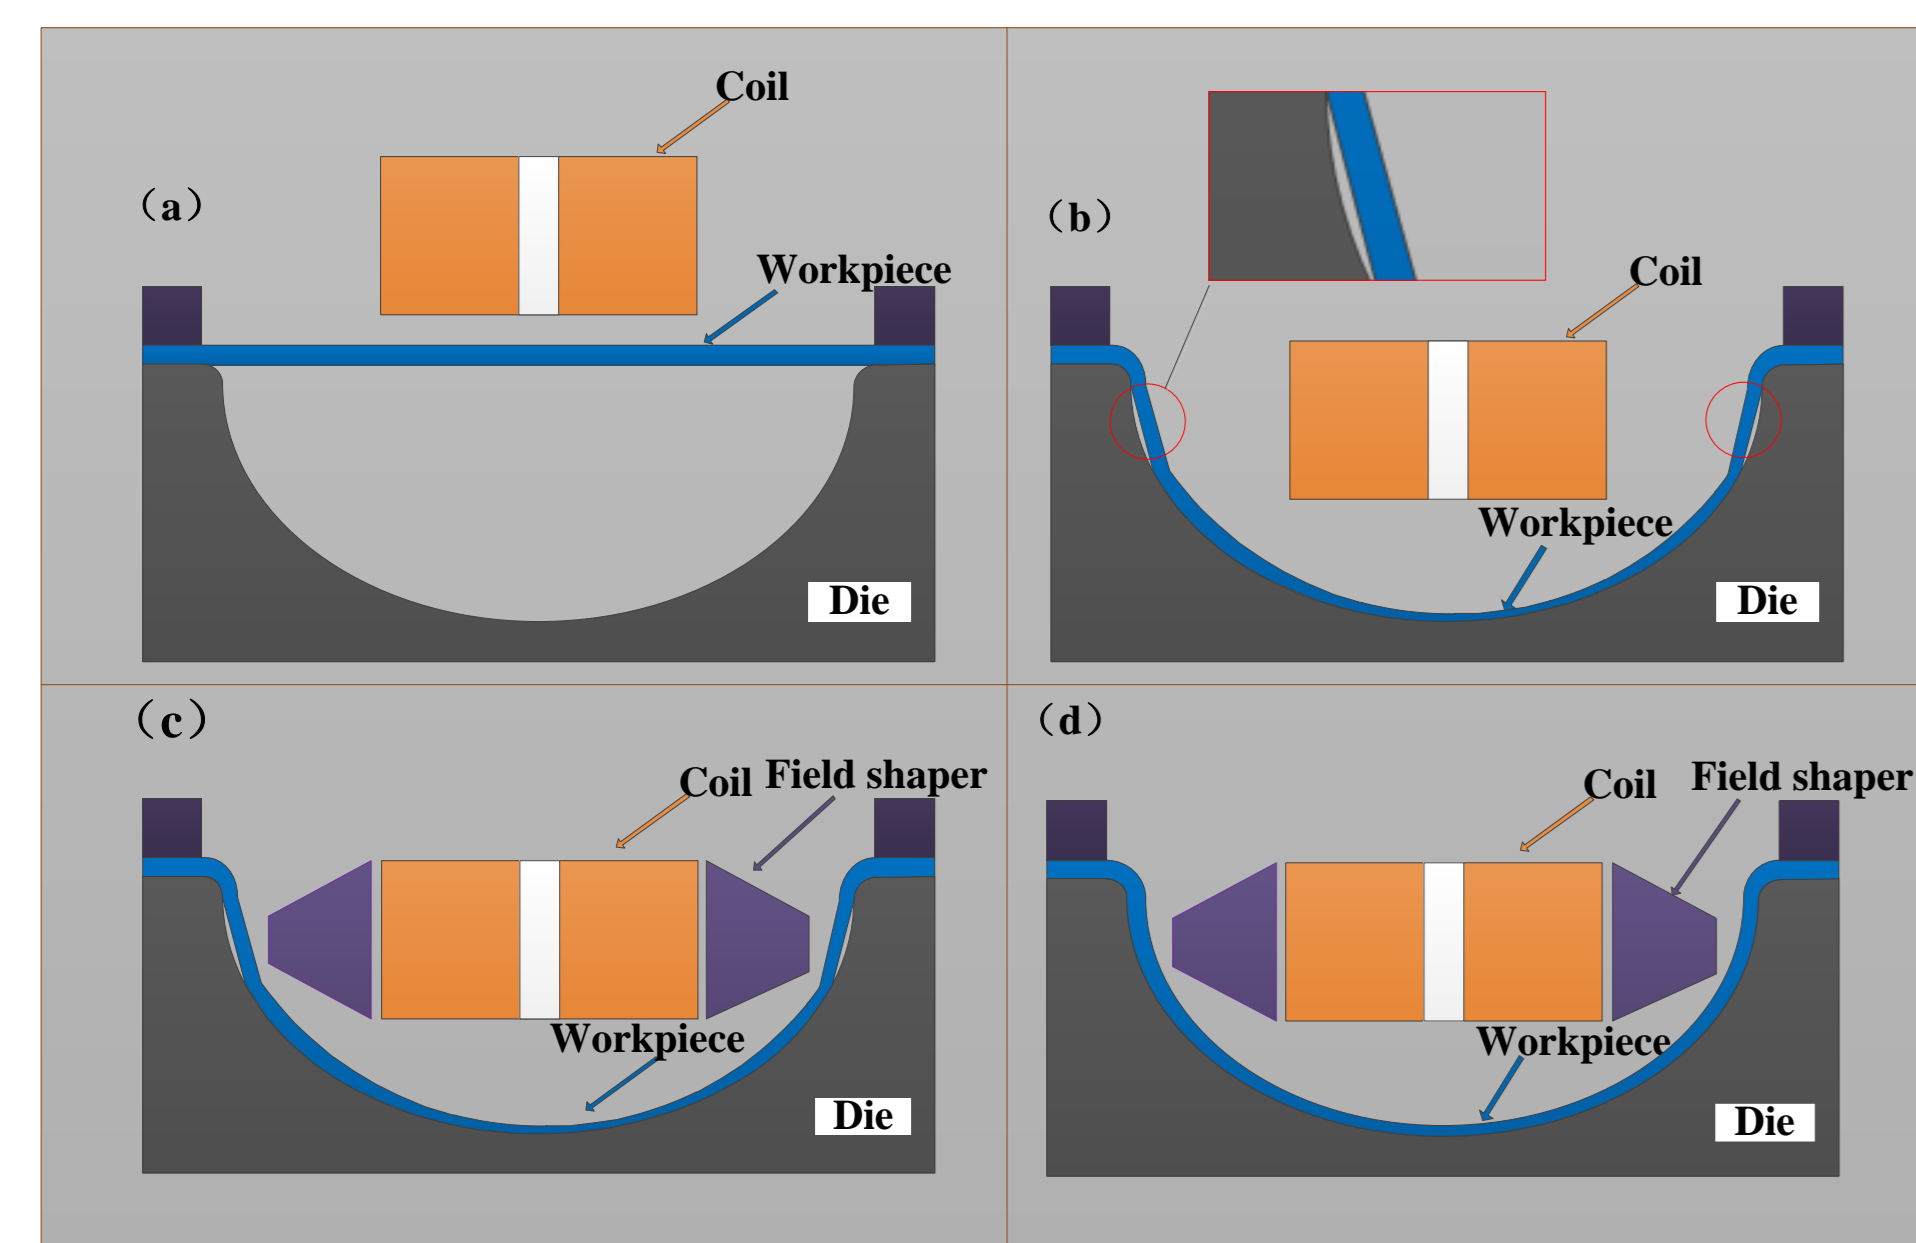 Coil
（a）
Workpiece
Die
（b）
Coil
Workpiece
Die
（c）
Coil
Field shaper
Workpiece
Die
（d）
Coil
Field shaper
Workpiece
Die